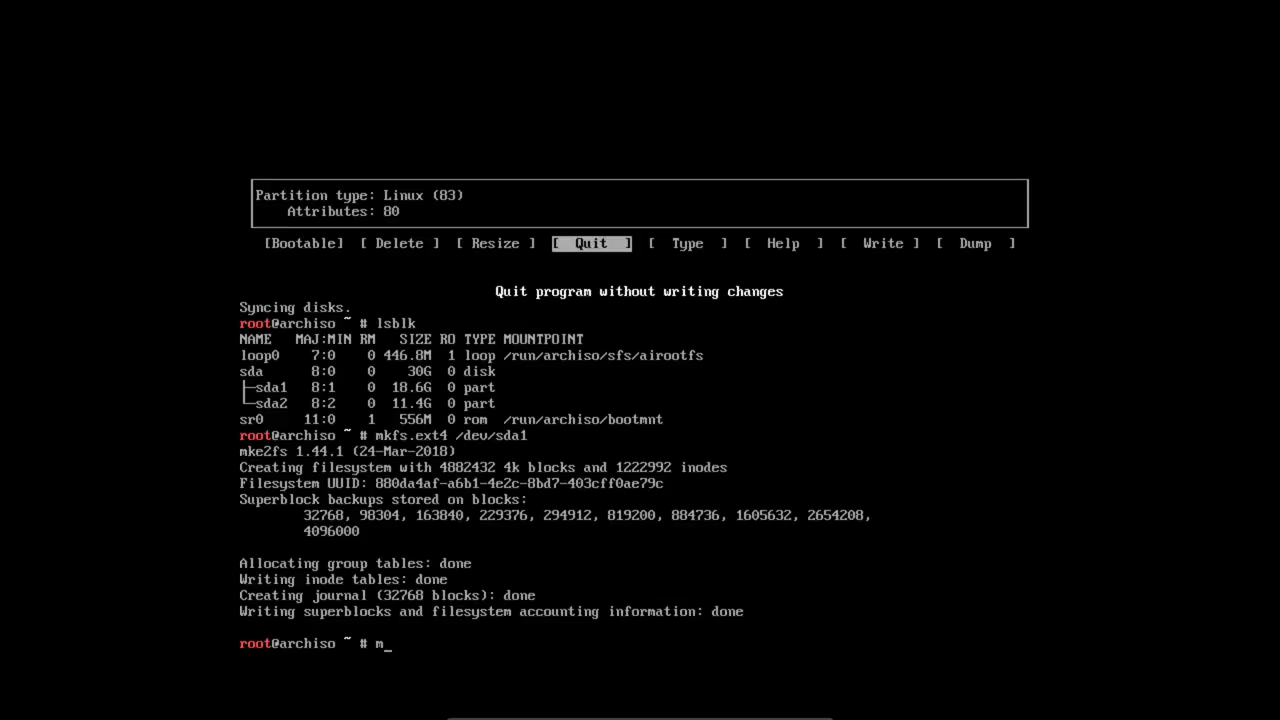 Partition type: Linux (83)
Attributes: 80
[Bootable] [ Delete ] [ Resize ] [ Quit ] [ Type ] [ Help ] [ Write ] [ Dump ]
Quit program without writing changes
Syncing disks.
root@archiso ~ # lsblk
NAME MAJ:MIN RM SIZE RO TYPE MOUNTPOINT
loop0 7:0 0 446.8M 1 loop /run/archiso/sfs/airootfs
sda 8:0 0 30G 0 disk
├─sda1 8:1 0 18.6G 0 part
└─sda2 8:2 0 11.4G 0 part
sr0 11:0 1 556M 0 rom /run/archiso/bootmnt
root@archiso ~ # mkfs.ext4 /dev/sda1
mke2fs 1.44.1 (24-Mar-2018)
Creating filesystem with 4882432 4k blocks and 1222992 inodes
Filesystem UUID: 880da4af-a6b1-4e2c-8bd7-403cff0ae79c
Superblock backups stored on blocks:
32768, 98304, 163840, 229376, 294912, 819200, 884736, 1605632, 2654208,
4096000
Allocating group tables: done
Writing inode tables: done
Creating journal (32768 blocks): done
Writing superblocks and filesystem accounting information: done
root@archiso ~ # m_